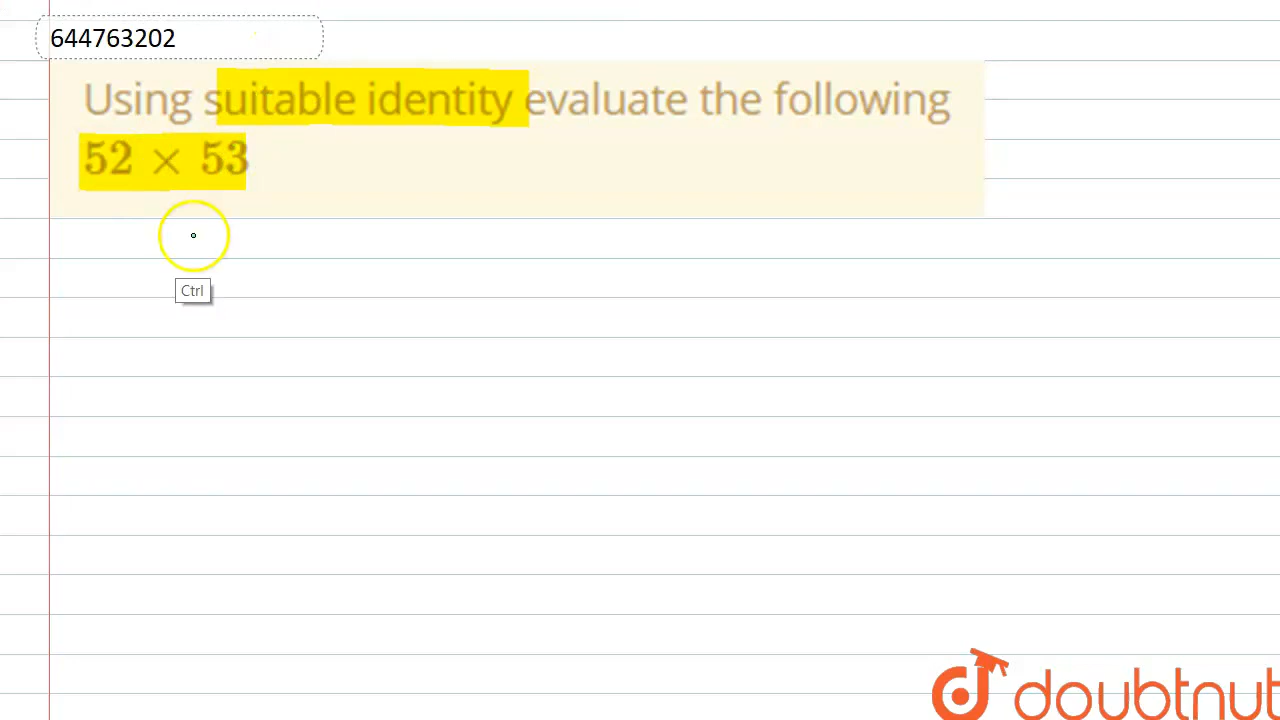 644763202
Using suitable identity evaluate the following
52 × 53
Ctrl
doubtnut